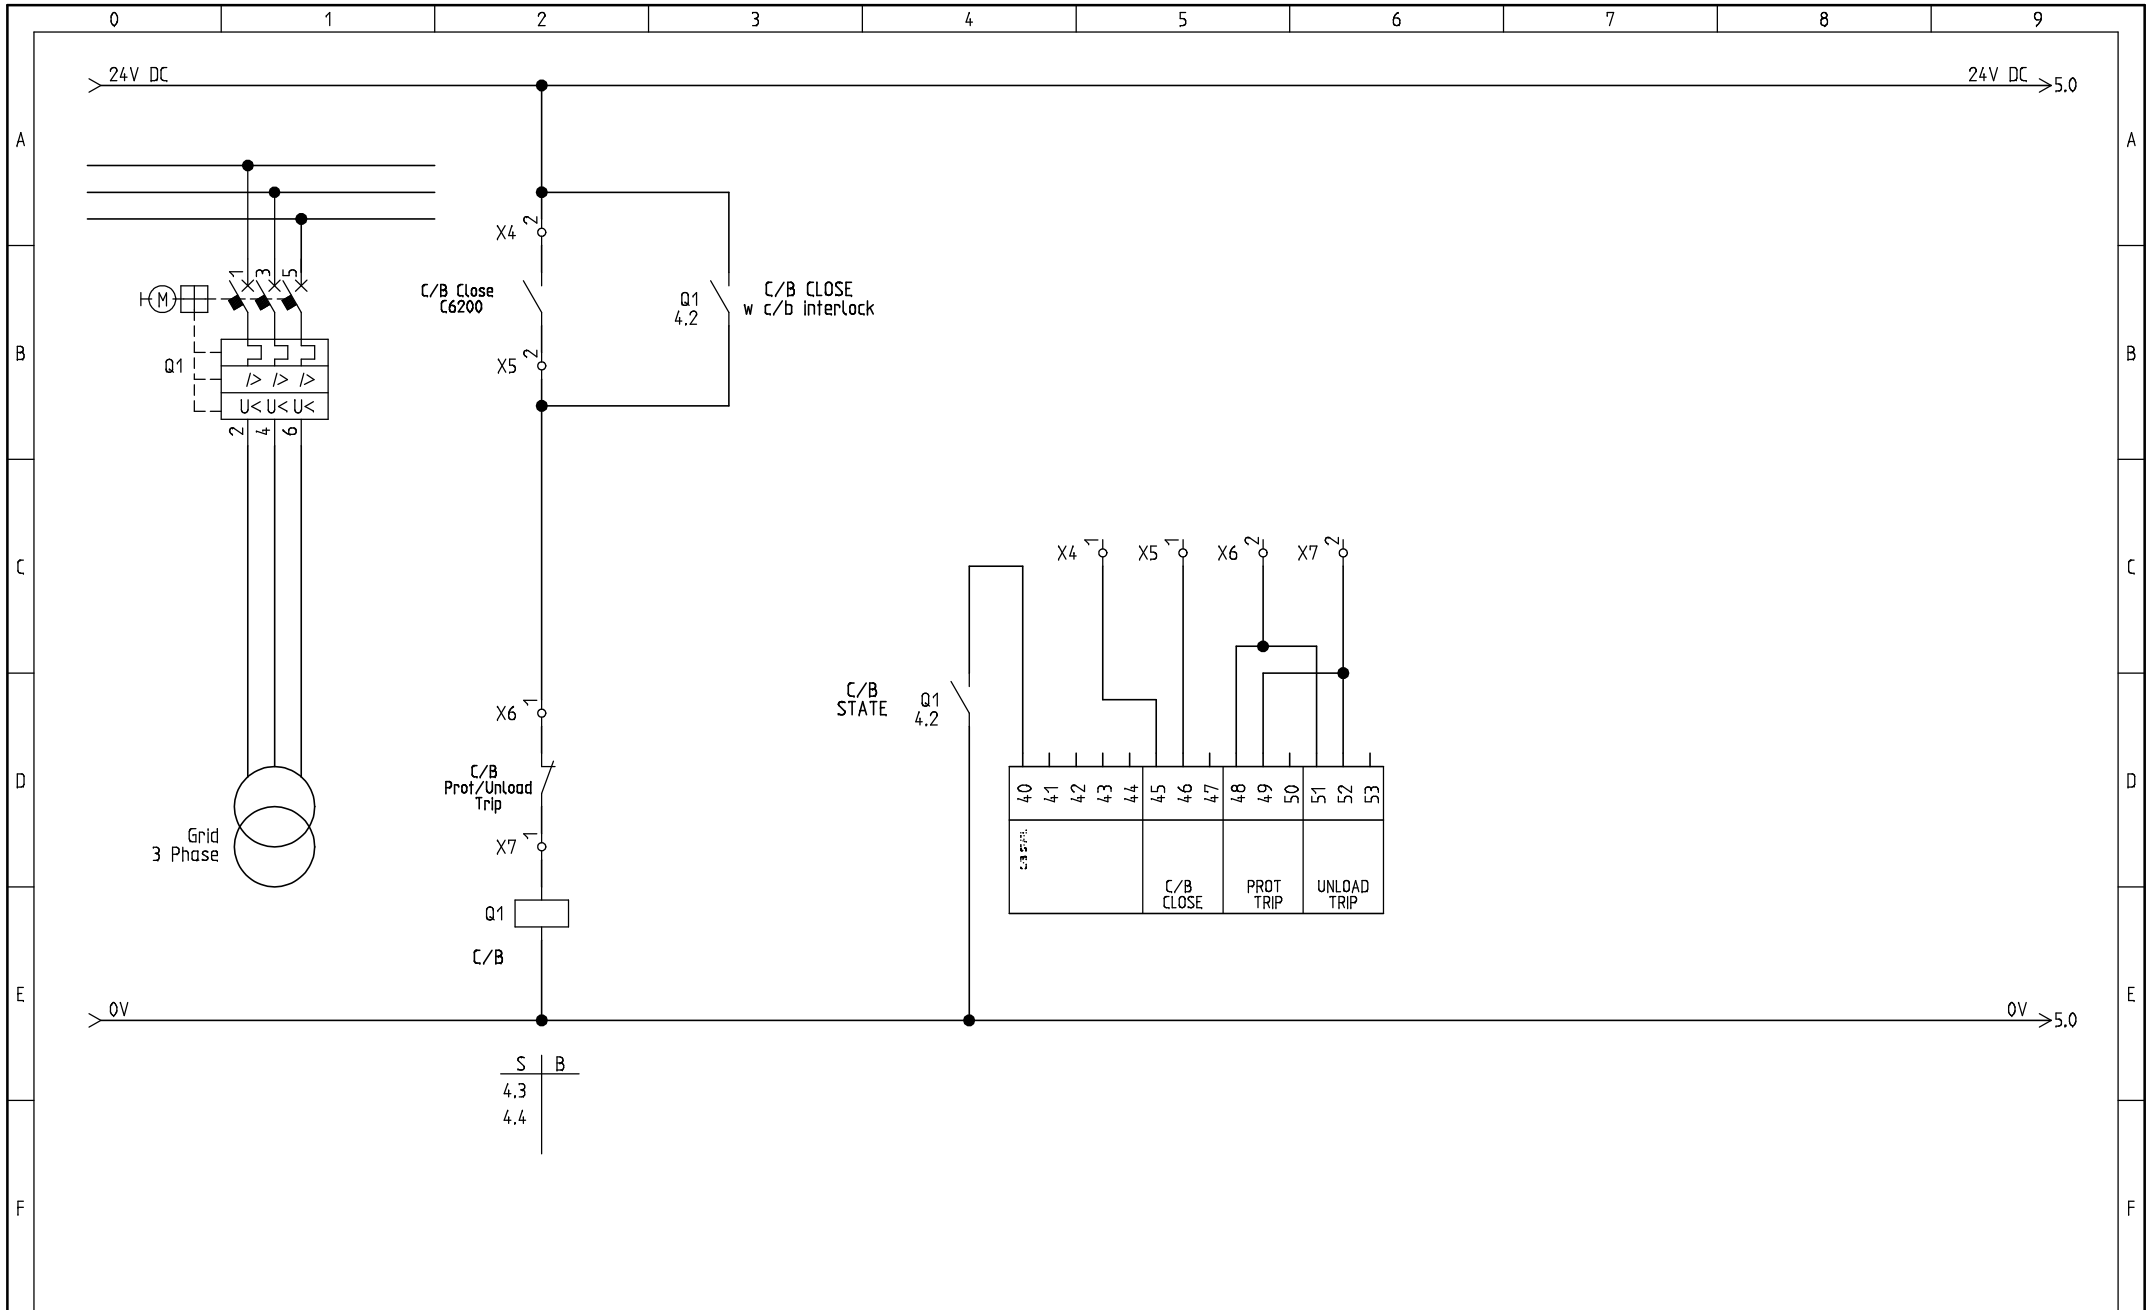 0 1 2 3 4 5 6 7 8 9
24V DC
24V DC 5.0
A A
X4 2
1 3 5
M
C/B Close
C6200
Q1
4.2
C/B CLOSE
w c/b interlock
B B
Q1
X5 2
U< U< U<
2 4 6
C C
X4 1 X5 1 X6 2 X7 2
X6 1
C/B
STATE
Q1
4.2
D D
C/B
Prot/Unload
Trip
40 41 42 43 44 45 46 47 48 49 50 51 52 53
Grid
3 Phase
X7 1
C/B
CLOSE
PROT
TRIP
UNLOAD
TRIP
Q1
C/B
E E
0V
0V 5.0
S B
4.3
4.4
F F